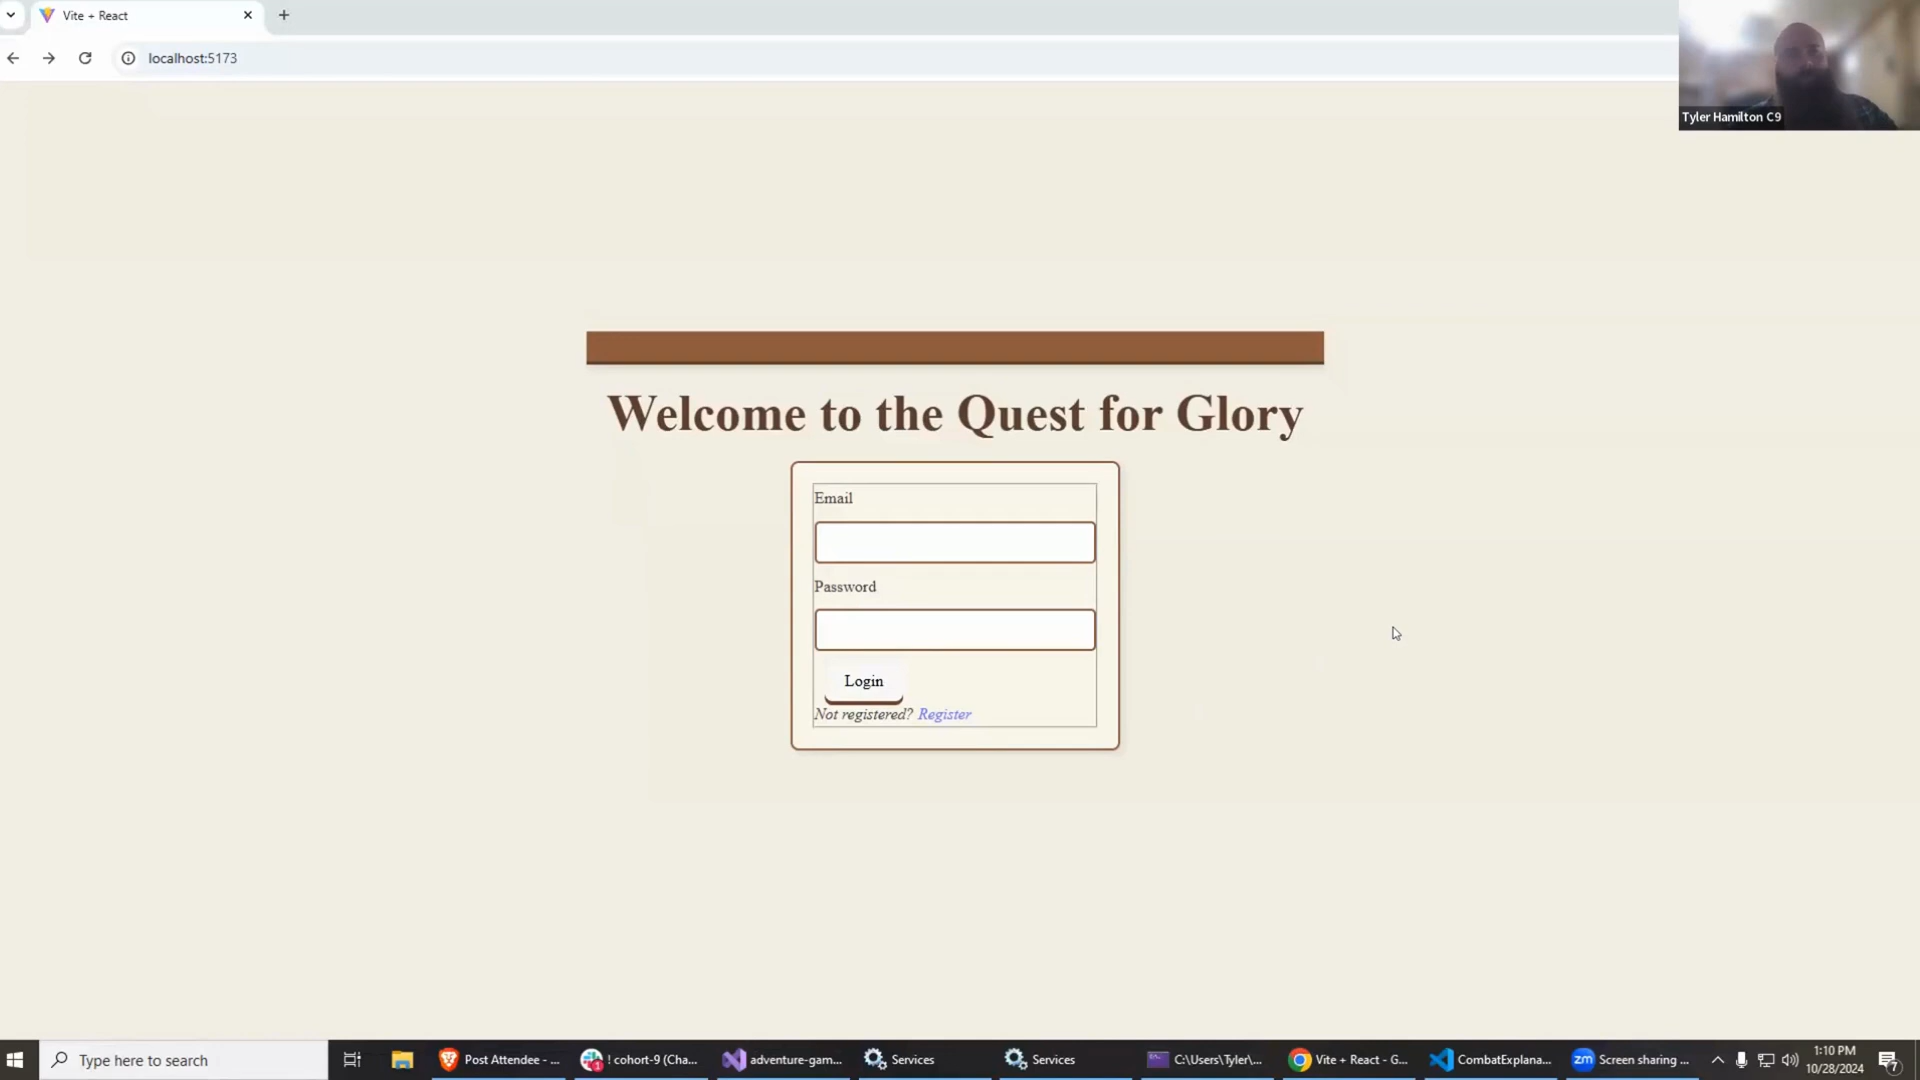 Vite + React
localhost:5173
Tyler Hamilton C9
Welcome to the Quest for Glory
Email
Password
Login
Not registered? Register
Type here to search
Post Attendee - ...
! cohort-9 (Cha...
adventure-gam...
Services
Services
C:\Users\Tyler\...
Vite + React - G...
CombatExplana...
zm
Screen sharing ...
1:10 PM
10/28/2024
7